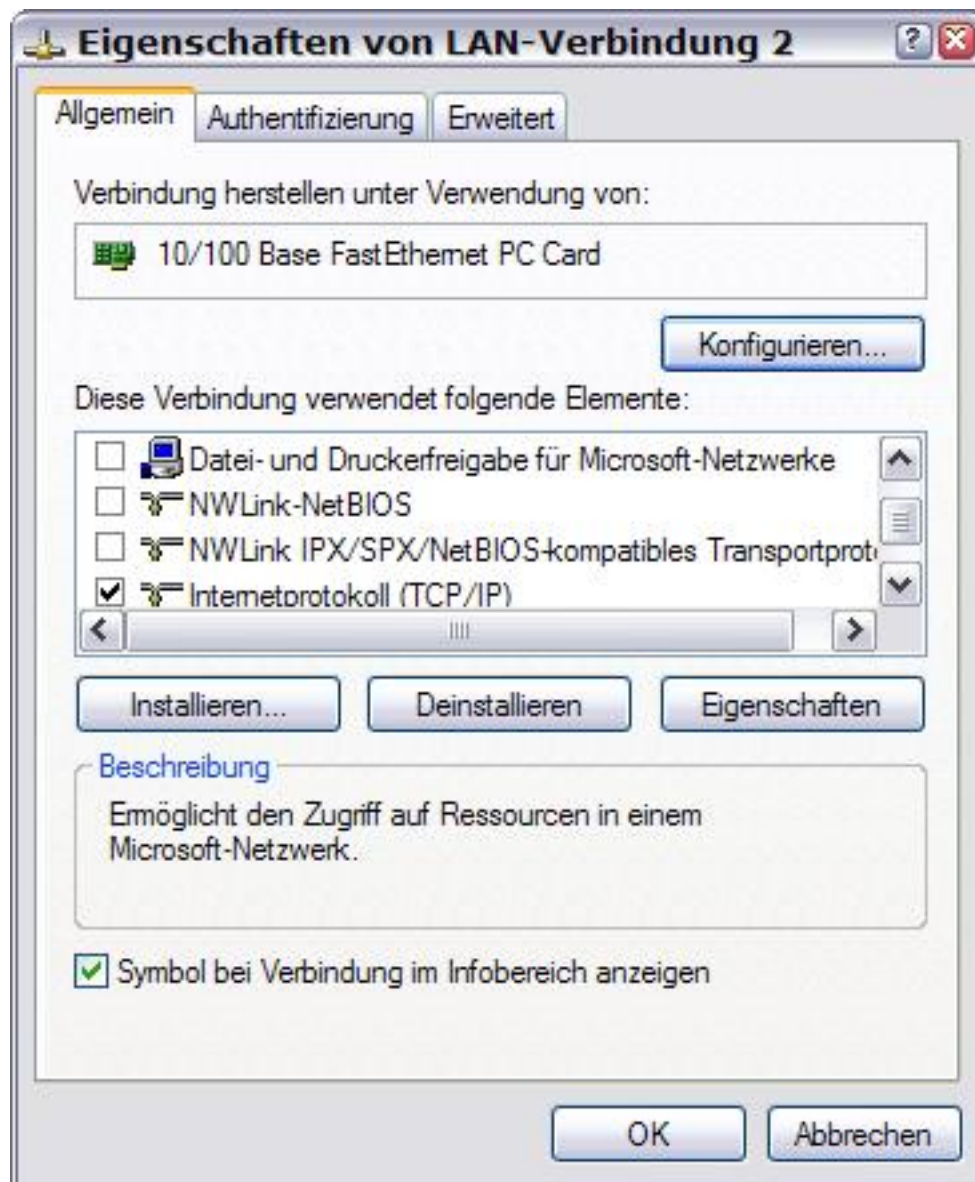 Eigenschaften von LAN-Verbindung 2
Allgemein
Authentifizierung
Erweitert
Verbindung herstellen unter Verwendung von:
10/100 Base FastEthernet PC Card
Konfigurieren...
Diese Verbindung verwendet folgende Elemente:
Datei- und Druckerfreigabe für Microsoft-Netzwerke
NWLink-NetBIOS
NWLink IPX/SPX/NetBIOS-kompatibles Transportprot
Internetprotokoll (TCP/IP)
Installieren...
Deinstallieren
Eigenschaften
Beschreibung
Ermöglicht den Zugriff auf Ressourcen in einem
Microsoft-Netzwerk.
Symbol bei Verbindung im Infobereich anzeigen
OK
Abbrechen